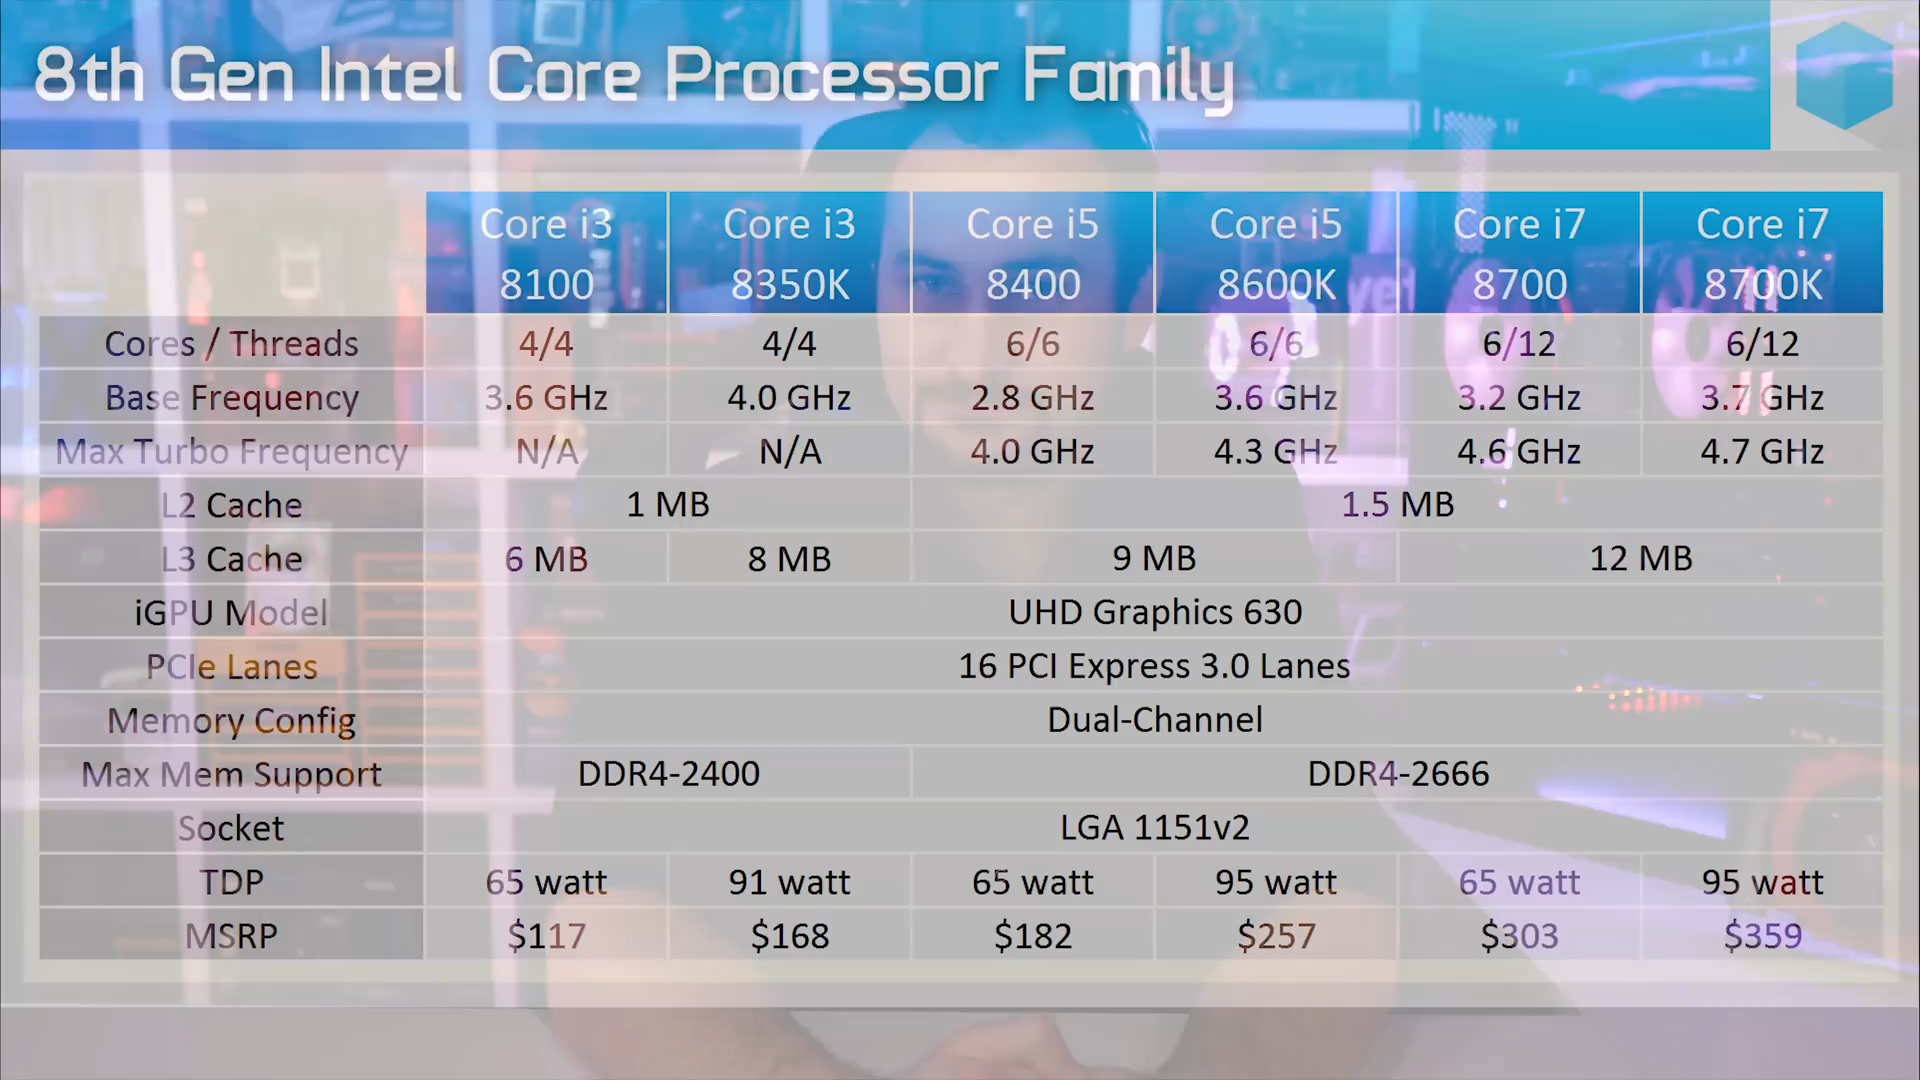 8th Gen Intel Core Processor Family
Core i3 8100 Core i3 8350K Core i5 8400 Core i5 8600K Core i7 8700 Core i7 8700K
Cores / Threads 4/4 4/4 6/6 6/6 6/12 6/12
Base Frequency 3.6 GHz 4.0 GHz 2.8 GHz 3.6 GHz 3.2 GHz 3.7 GHz
Max Turbo Frequency N/A N/A 4.0 GHz 4.3 GHz 4.6 GHz 4.7 GHz
L2 Cache 1 MB 1.5 MB
L3 Cache 6 MB 8 MB 9 MB 12 MB
iGPU Model UHD Graphics 630
PCIe Lanes 16 PCI Express 3.0 Lanes
Memory Config Dual-Channel
Max Mem Support DDR4-2400 DDR4-2666
Socket LGA 1151v2
TDP 65 watt 91 watt 65 watt 95 watt 65 watt 95 watt
MSRP $117 $168 $182 $257 $303 $359